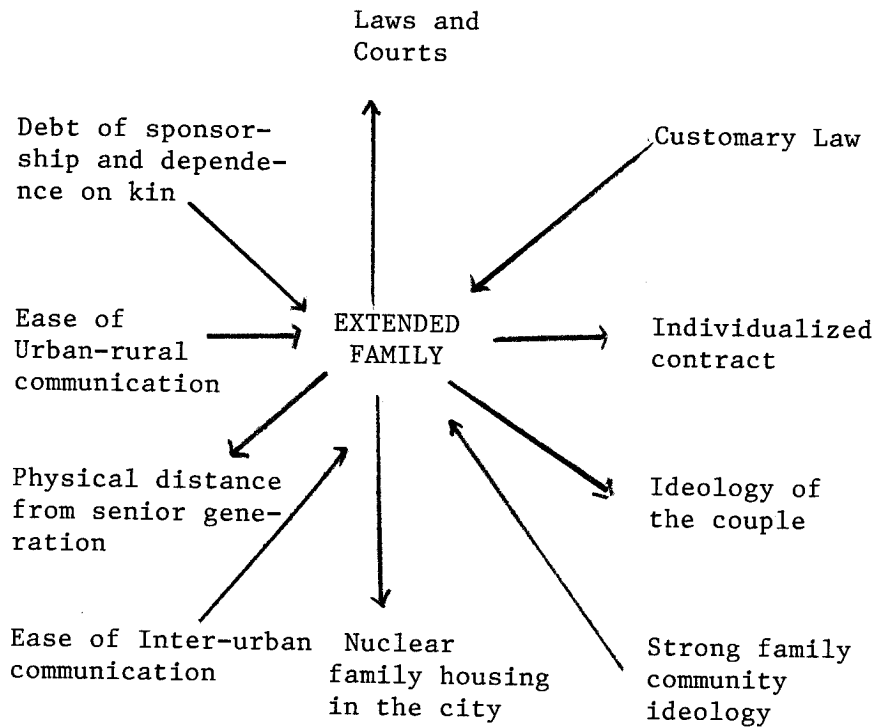 Laws and
Courts
Debt of sponsor-
ship and depende-
nce on kin
Customary Law
Ease of
Urban-rural
communication
EXTENDED
FAMILY
Individualized
contract
Physical distance
from senior gene-
ration
Ideology of
the couple
Ease of Inter-urban
communication
Nuclear
family housing
in the city
Strong family
community
ideology